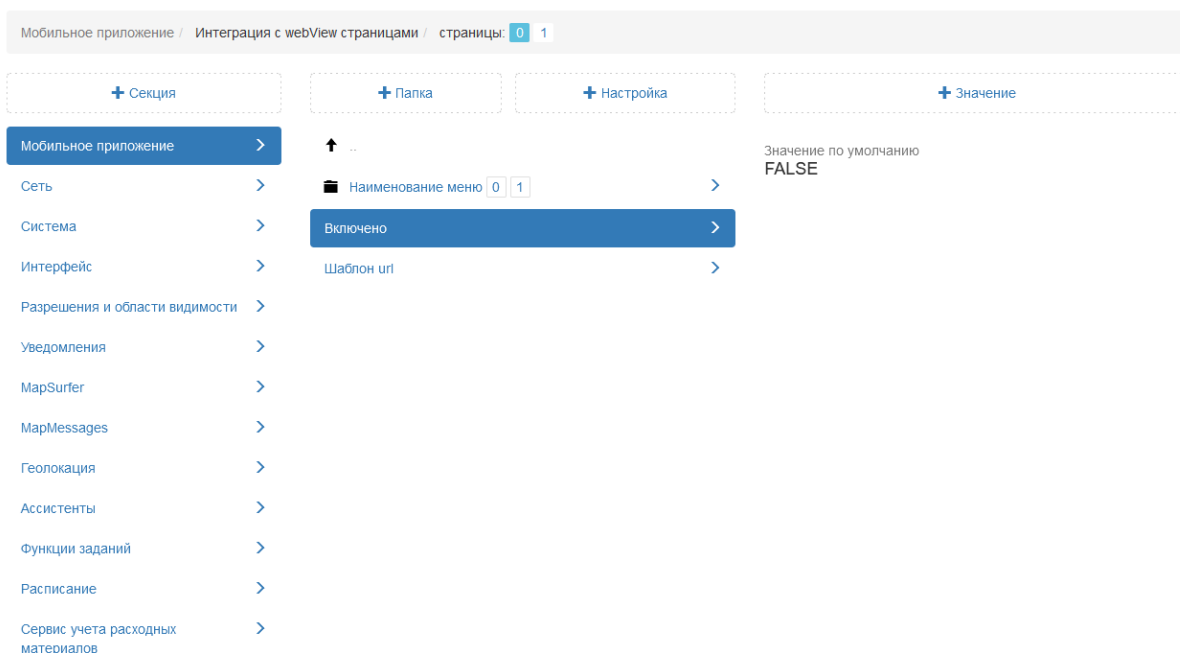 Мобильное приложение / Интеграция с webView страницами / страницы: 0 1
Секция
Папка
Настройка
Значение
Мобильное приложение
Сеть
Система
Интерфейс
Разрешения и области видимости
Уведомления
MapSurfer
MapMessages
Геолокация
Ассистенты
Функции заданий
Расписание
Сервис учета расходных
материалов
..
Наименование меню 0 1
Включено
Шаблон url
Значение по умолчанию
FALSE